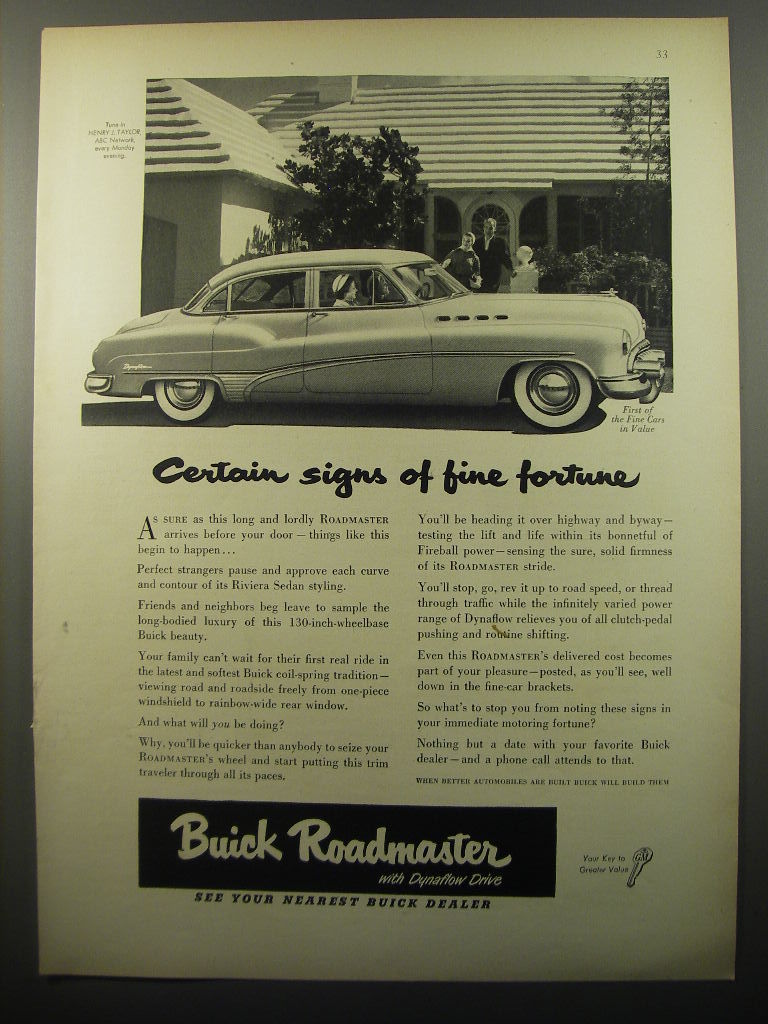 33
Tune in
HENRY J. TAYLOR,
ABC Network,
every Monday
evening.
Dynaflow
First of
the Fine Cars
in Value
Certain signs of fine fortune
As sure as this long and lordly ROADMASTER
arrives before your door — things like this
begin to happen . . .
Perfect strangers pause and approve each curve
and contour of its Riviera Sedan styling.
Friends and neighbors beg leave to sample the
long-bodied luxury of this 130-inch-wheelbase
Buick beauty.
Your family can't wait for their first real ride in
the latest and softest Buick coil-spring tradition—
viewing road and roadside freely from one-piece
windshield to rainbow-wide rear window.
And what will you be doing?
Why, you'll be quicker than anybody to seize your
ROADMASTER's wheel and start putting this trim
traveler through all its paces.
You'll be heading it over highway and byway—
testing the lift and life within its bonnetful of
Fireball power—sensing the sure, solid firmness
of its ROADMASTER stride.
You'll stop, go, rev it up to road speed, or thread
through traffic while the infinitely varied power
range of Dynaflow relieves you of all clutch-pedal
pushing and routine shifting.
Even this ROADMASTER's delivered cost becomes
part of your pleasure—posted, as you'll see, well
down in the fine-car brackets.
So what's to stop you from noting these signs in
your immediate motoring fortune?
Nothing but a date with your favorite Buick
dealer—and a phone call attends to that.
WHEN BETTER AUTOMOBILES ARE BUILT BUICK WILL BUILD THEM
Buick Roadmaster
with Dynaflow Drive
SEE YOUR NEAREST BUICK DEALER
Your Key to
Greater Value
GM